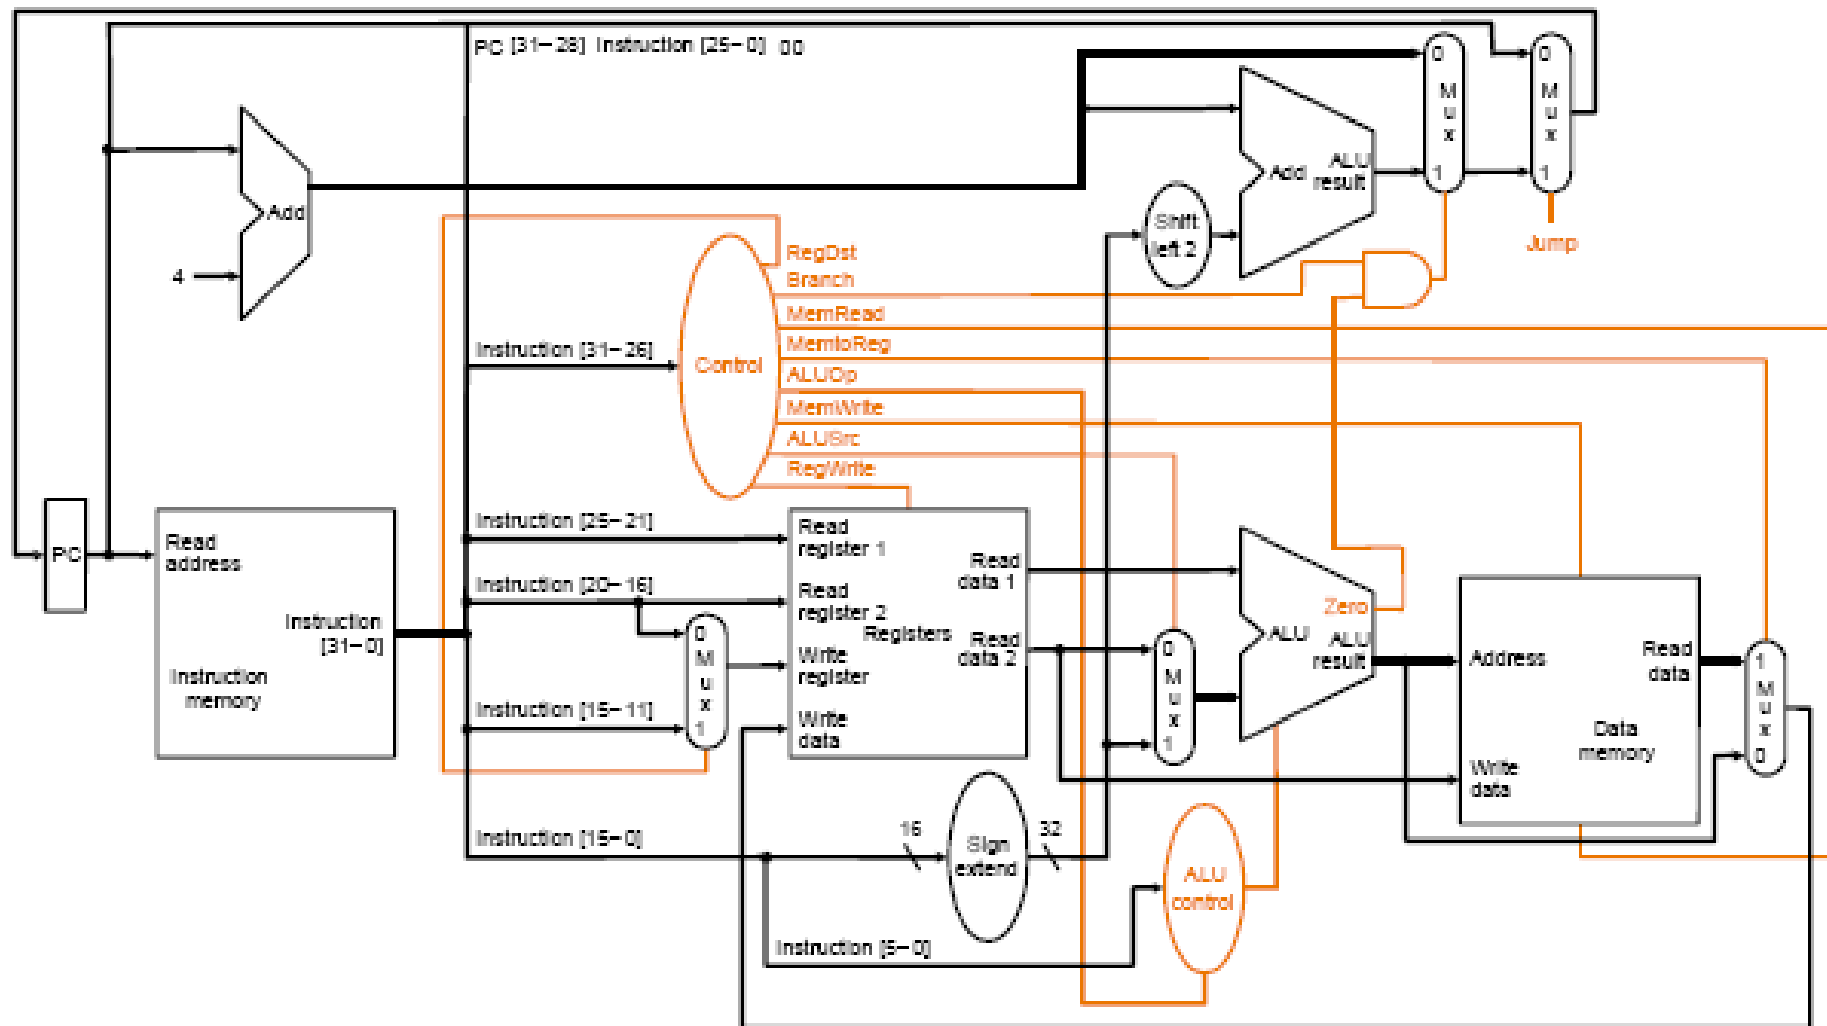 PC [31–28] Instruction [25–0] 00
0
M
u
x
1
0
M
u
x
1
Add
ALU
result
Add
4
Shift
left 2
Jump
RegDst
Branch
MemRead
MemtoReg
ALUOp
MemWrite
ALUSrc
RegWrite
Control
Instruction [31–26]
PC
Read
address
Instruction
[31–0]
Instruction
memory
Instruction [25–21]
Instruction [20–16]
Instruction [15–11]
Instruction [15–0]
Instruction [5–0]
0
M
u
x
1
Read
register 1
Read
register 2
Registers
Write
register
Write
data
Read
data 1
Read
data 2
0
M
u
x
1
Zero
ALU
ALU
result
Address
Read
data
Data
memory
Write
data
1
M
u
x
0
16
Sign
extend
32
ALU
control